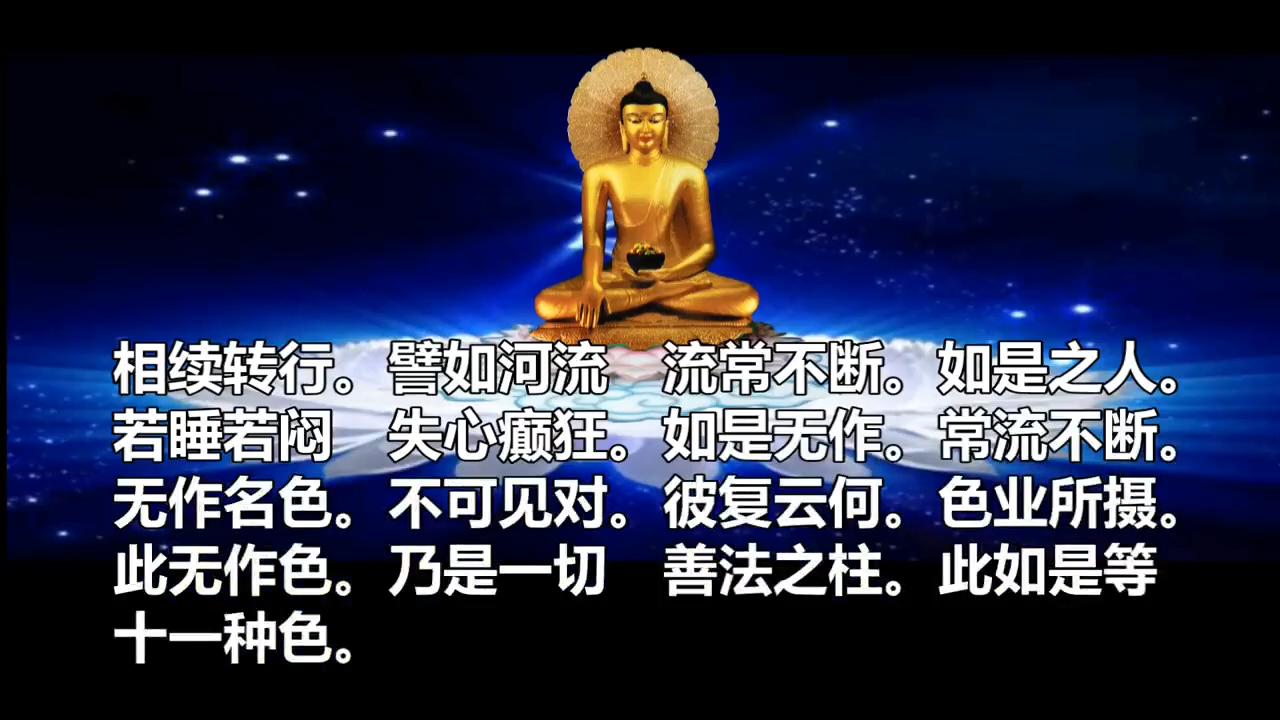 相续转行。譬如河流　流常不断。如是之人。
若睡若闷　失心癫狂。如是无作。常流不断。
无作名色。不可见对。彼复云何。色业所摄。
此无作色。乃是一切　善法之柱。此如是等
十一种色。